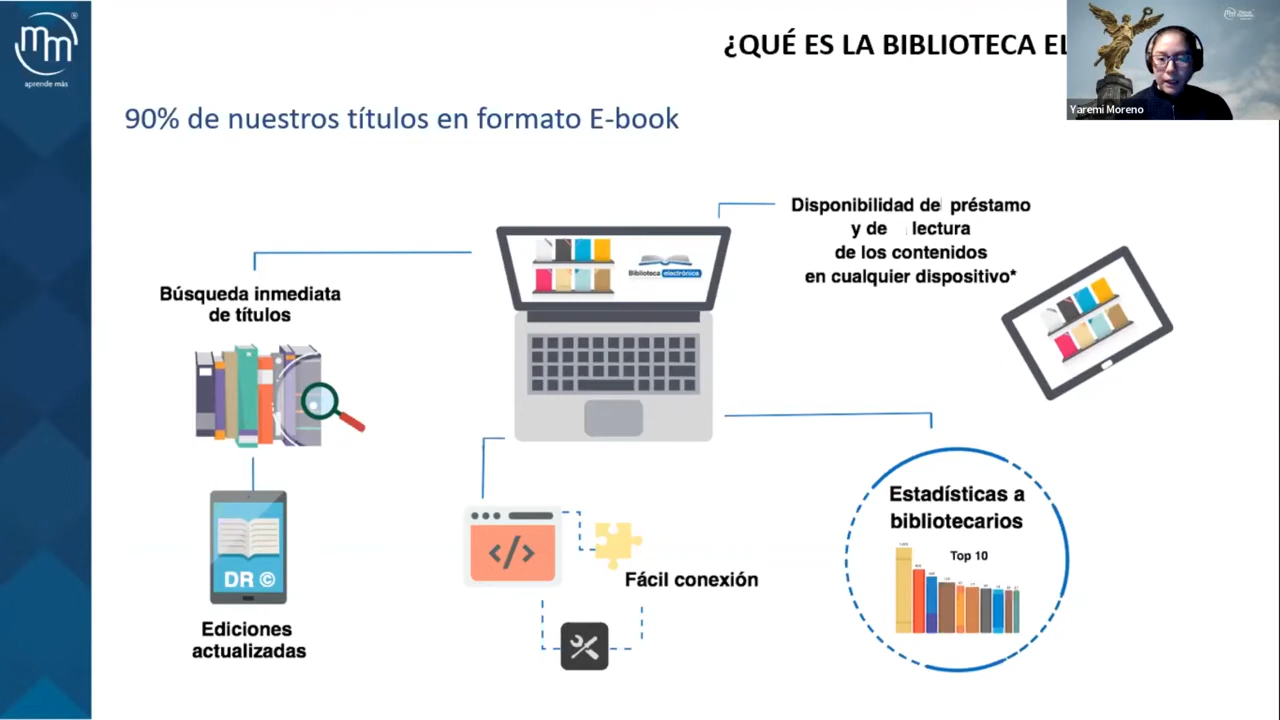 mm
®
aprende más
¿QUÉ ES LA BIBLIOTECA EL
Yaremi Moreno
90% de nuestros títulos en formato E-book
Disponibilidad de préstamo
y de lectura
de los contenidos
en cualquier dispositivo*
Biblioteca electrónica
Búsqueda inmediata
de títulos
DR ©
Ediciones
actualizadas
</>
Fácil conexión
Estadísticas a
bibliotecarios
Top 10